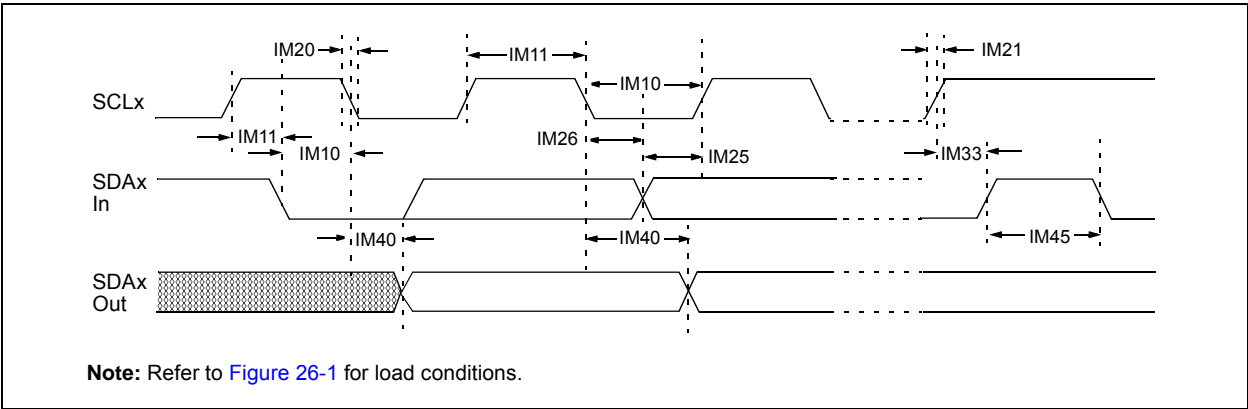 IM20
IM11
IM21
IM10
SCLx
IM11
IM26
IM10
IM25
IM33
SDAx
In
IM40
IM40
IM45
SDAx
Out
Note: Refer to Figure 26-1 for load conditions.